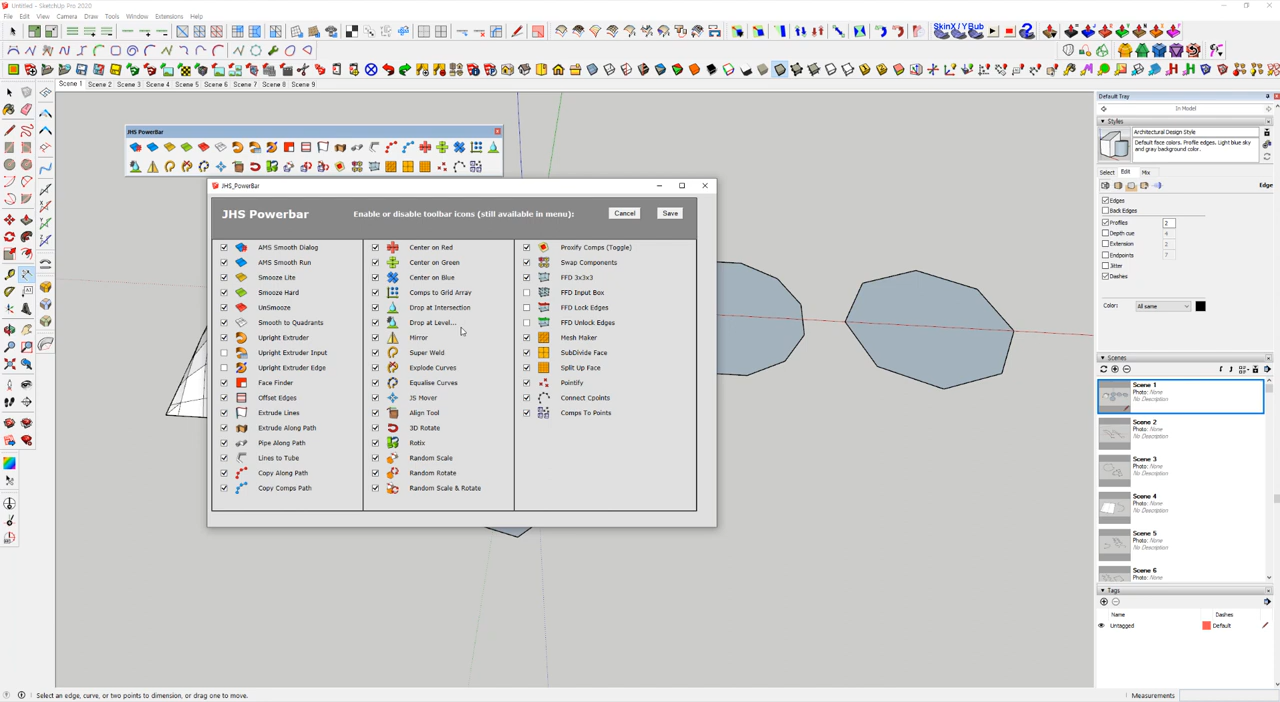 Untitled - SketchUp Pro 2020
File Edit View Camera Draw Tools Window Extensions Help
SkinX/YBub
Scene 1 Scene 2 Scene 3 Scene 4 Scene 5 Scene 6 Scene 7 Scene 8 Scene 9
JHS PowerBar
JHS_PowerBar
JHS Powerbar
Enable or disable toolbar icons (still available in menu):
Cancel
Save
AMS Smooth Dialog
AMS Smooth Run
Smooze Lite
Smooze Hard
UnSmooze
Smooth to Quadrants
Upright Extruder
Upright Extruder Input
Upright Extruder Edge
Face Finder
Offset Edges
Extrude Lines
Extrude Along Path
Pipe Along Path
Lines to Tube
Copy Along Path
Copy Comps Path
Center on Red
Center on Green
Center on Blue
Comps to Grid Array
Drop at Intersection
Drop at Level...
Mirror
Super Weld
Explode Curves
Equalise Curves
JS Mover
Align Tool
3D Rotate
Rotix
Random Scale
Random Rotate
Random Scale & Rotate
Proxify Comps (Toggle)
Swap Components
FFD 3x3x3
FFD Input Box
FFD Lock Edges
FFD Unlock Edges
Mesh Maker
SubDivide Face
Split Up Face
Pointify
Connect Cpoints
Comps To Points
Default Tray
In Model
Styles
Architectural Design Style
Default face colors. Profile edges. Light blue sky
and gray background color.
Select Edit Mix
Edge
Edges
Back Edges
Profiles 2
Depth cue 4
Extension 2
Endpoints 7
Jitter
Dashes
Color: All same
Scenes
Scene 1
Photo: None
No Description
Scene 2
Photo: None
No Description
Scene 3
Photo: None
No Description
Scene 4
Photo: None
No Description
Scene 5
Photo: None
No Description
Scene 6
Photo: None
Tags
Name Dashes
Untagged Default
Select an edge, curve, or two points to dimension, or drag one to move.
Measurements